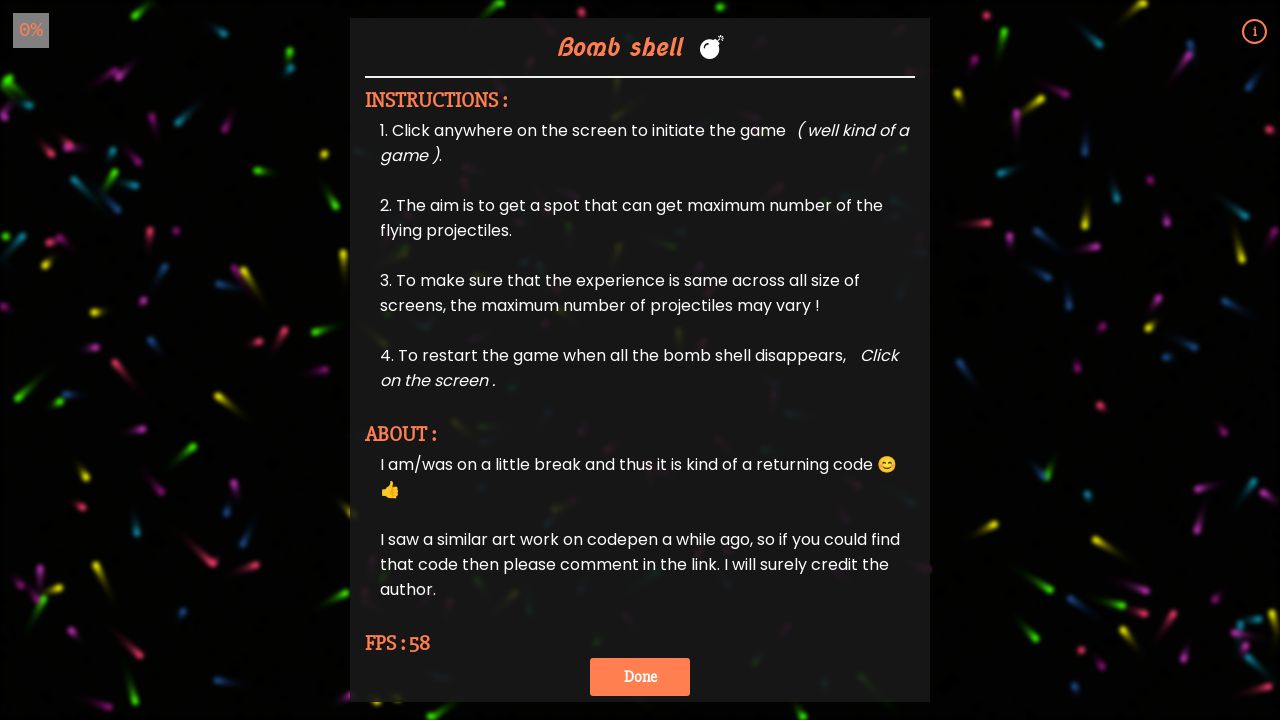 0%
i
Bomb shell 💣
INSTRUCTIONS :
1. Click anywhere on the screen to initiate the game ( well kind of a
game ).
2. The aim is to get a spot that can get maximum number of the
flying projectiles.
3. To make sure that the experience is same across all size of
screens, the maximum number of projectiles may vary !
4. To restart the game when all the bomb shell disappears, Click
on the screen .
ABOUT :
I am/was on a little break and thus it is kind of a returning code 😊
👍
I saw a similar art work on codepen a while ago, so if you could find
that code then please comment in the link. I will surely credit the
author.
FPS : 58
Done